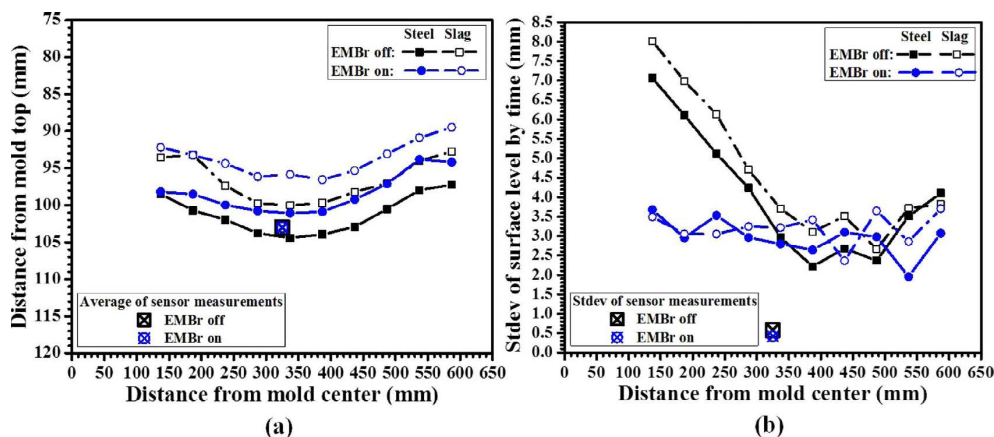 Distance from mold top (mm)
75
80
85
90
95
100
105
110
115
120
Steel Slag
EMBr off:
EMBr on:
Average of sensor measurements
EMBr off
EMBr on
0 50 100 150 200 250 300 350 400 450 500 550 600 650
Distance from mold center (mm)
(a)
Stdev of surface level by time (mm)
8.5
8.0
7.5
7.0
6.5
6.0
5.5
5.0
4.5
4.0
3.5
3.0
2.5
2.0
1.5
1.0
0.5
0.0
Steel Slag
EMBr off:
EMBr on:
Stdev of sensor measurements
EMBr off
EMBr on
0 50 100 150 200 250 300 350 400 450 500 550 600 650
Distance from mold center (mm)
(b)